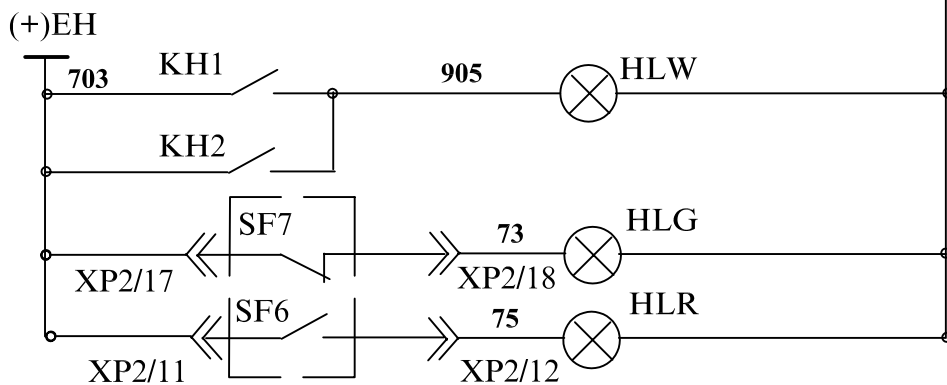 (+)EH
703 KH1 905 HLW
KH2
SF7 73 HLG
XP2/17 XP2/18
SF6 75 HLR
XP2/11 XP2/12